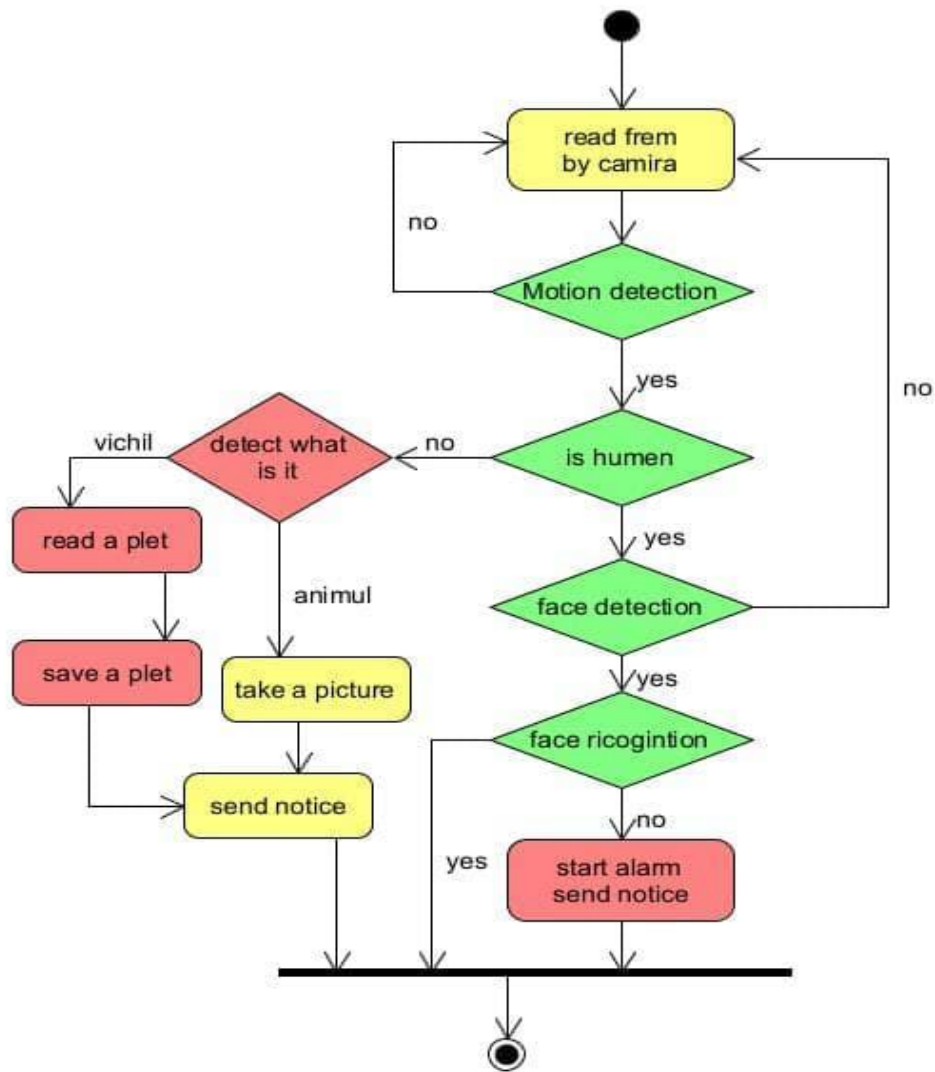 read frem
by camira
no
Motion detection
yes
no
vichil
detect what
is it
no
is humen
read a plet
yes
animul
face detection
save a plet
take a picture
yes
face ricogintion
send notice
no
yes
start alarm
send notice